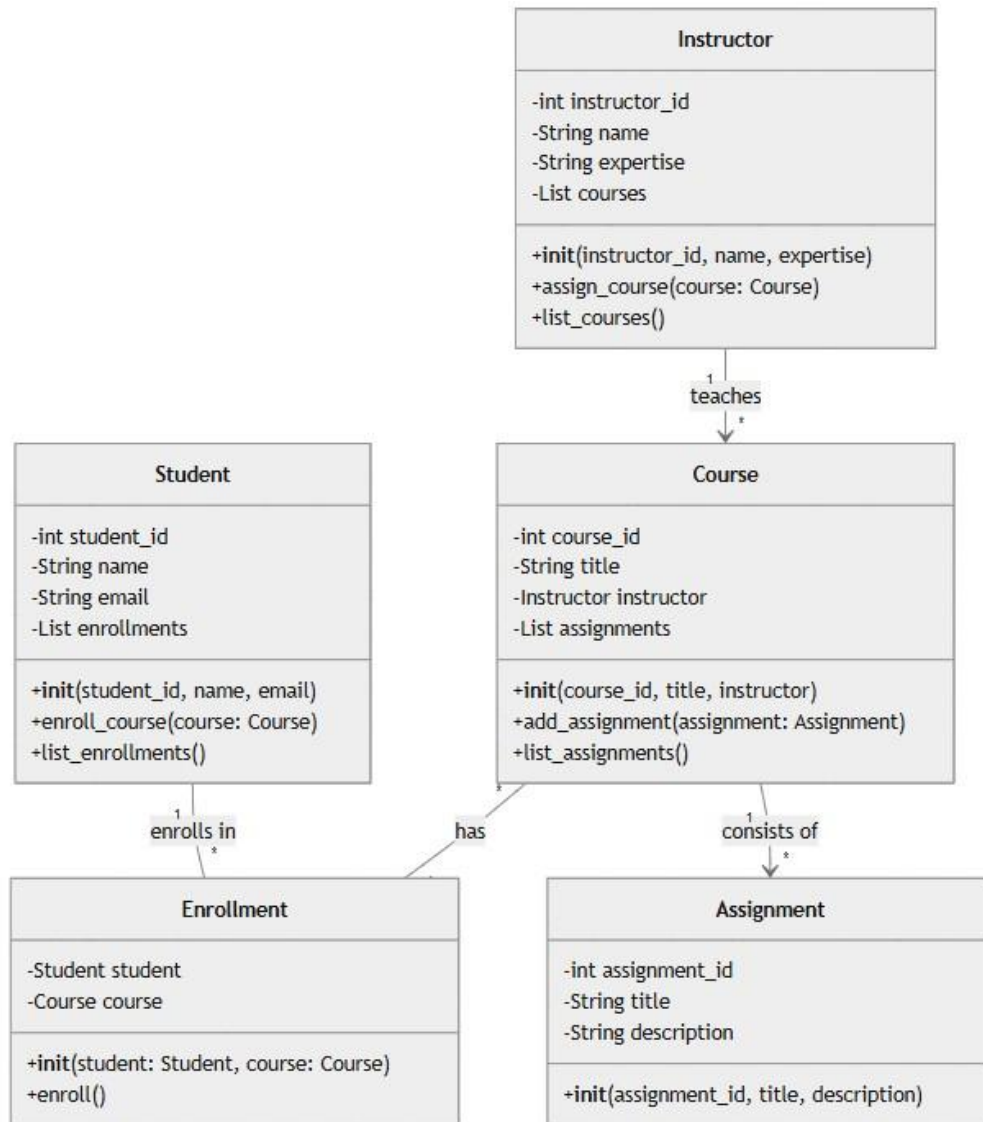 Instructor
-int instructor_id
-String name
-String expertise
-List courses
+init(instructor_id, name, expertise)
+assign_course(course: Course)
+list_courses()
1
teaches
*
Student
-int student_id
-String name
-String email
-List enrollments
+init(student_id, name, email)
+enroll_course(course: Course)
+list_enrollments()
Course
-int course_id
-String title
-Instructor instructor
-List assignments
+init(course_id, title, instructor)
+add_assignment(assignment: Assignment)
+list_assignments()
1
enrolls in
*
*
has
1
consists of
*
Enrollment
-Student student
-Course course
+init(student: Student, course: Course)
+enroll()
Assignment
-int assignment_id
-String title
-String description
+init(assignment_id, title, description)